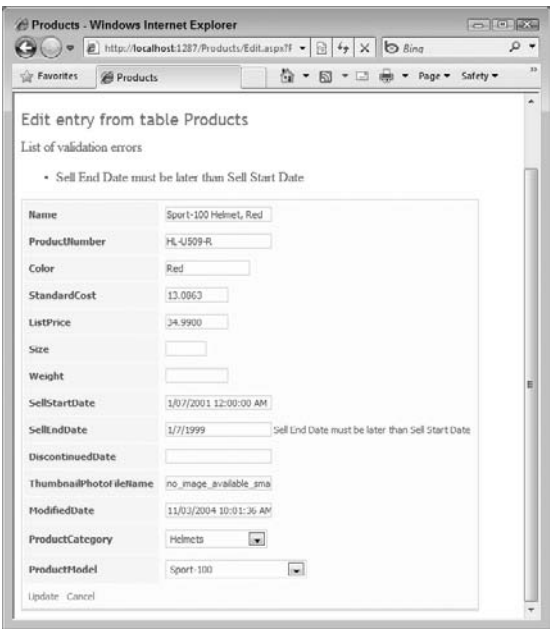 Products - Windows Internet Explorer
http://localhost:1287/Products/Edit.aspx?F
Bing
Favorites Products Page Safety
Edit entry from table Products
List of validation errors
• Sell End Date must be later than Sell Start Date
Name Sport-100 Helmet, Red
ProductNumber HL-U509-R
Color Red
StandardCost 13.0863
ListPrice 34.9900
Size
Weight
SellStartDate 1/07/2001 12:00:00 AM
SellEndDate 1/7/1999 Sell End Date must be later than Sell Start Date
DiscontinuedDate
ThumbnailPhotoFileName no_image_available_sma
ModifiedDate 11/03/2004 10:01:36 AM
ProductCategory Helmets
ProductModel Sport-100
Update Cancel